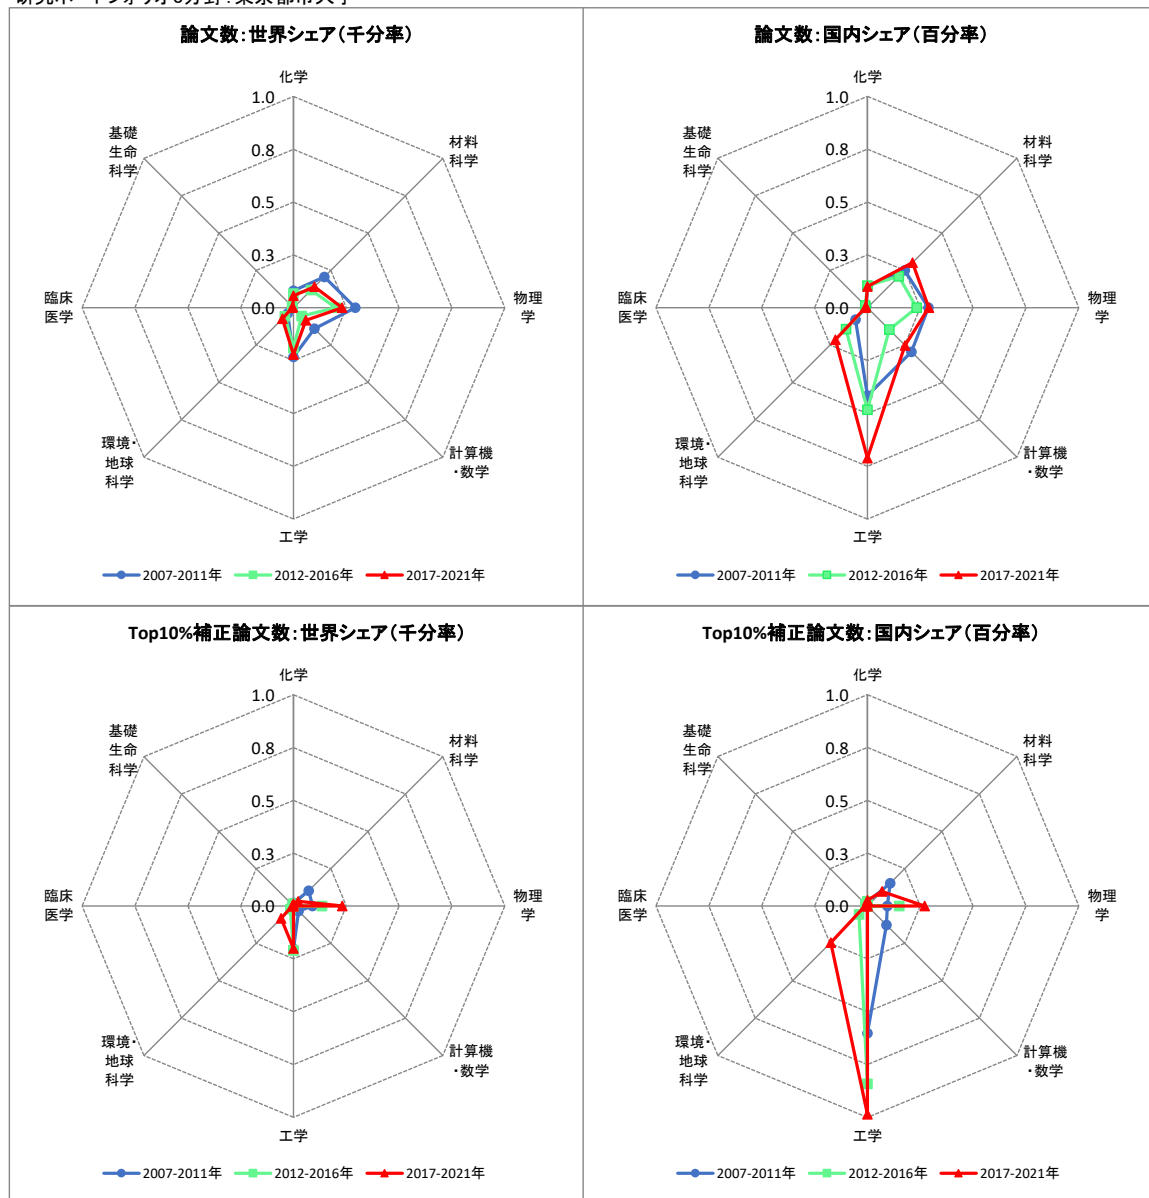 論文数：世界シェア（千分率）
化学
1.0
0.8
0.5
0.3
0.0
材料
科学
物理
学
計算機
・数学
工学
環境・
地球
科学
臨床
医学
基礎
生命
科学
2007-2011年 2012-2016年 2017-2021年
論文数：国内シェア（百分率）
化学
1.0
0.8
0.5
0.3
0.0
材料
科学
物理
学
計算機
・数学
工学
環境・
地球
科学
臨床
医学
基礎
生命
科学
2007-2011年 2012-2016年 2017-2021年
Top10%補正論文数：世界シェア（千分率）
化学
1.0
0.8
0.5
0.3
0.0
材料
科学
物理
学
計算機
・数学
工学
環境・
地球
科学
臨床
医学
基礎
生命
科学
2007-2011年 2012-2016年 2017-2021年
Top10%補正論文数：国内シェア（百分率）
化学
1.0
0.8
0.5
0.3
0.0
材料
科学
物理
学
計算機
・数学
工学
環境・
地球
科学
臨床
医学
基礎
生命
科学
2007-2011年 2012-2016年 2017-2021年